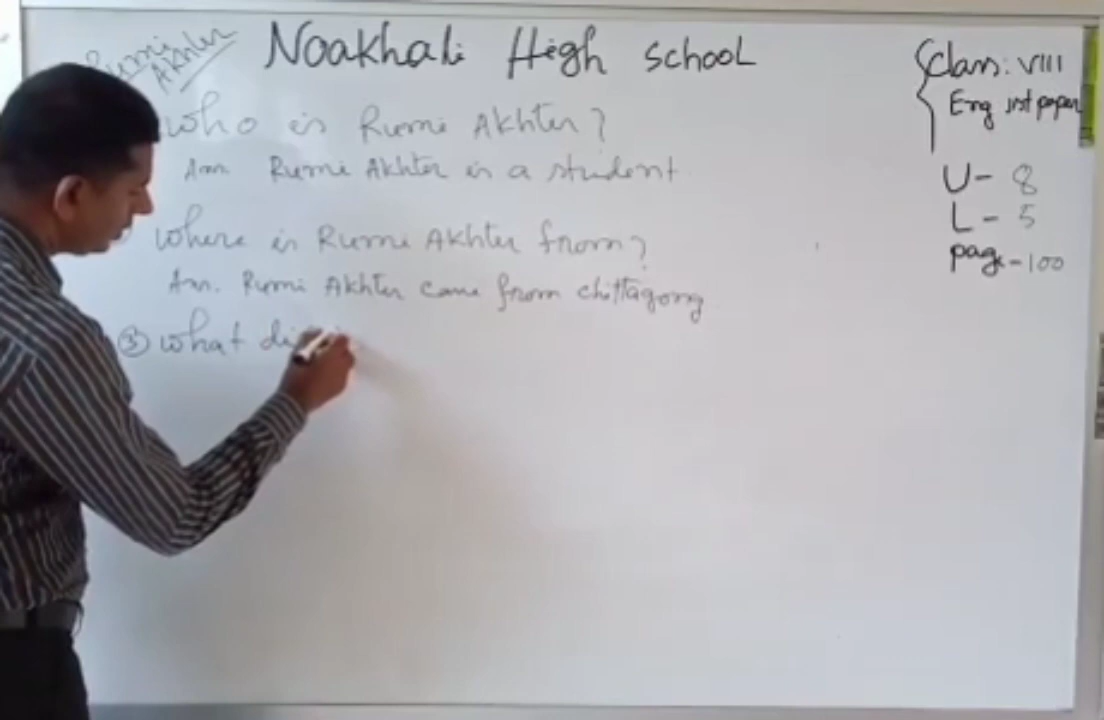 Rumi
Akhter
Noakhali High school
Who is Rumi Akhter?
Ans. Rumi Akhter is a student
Where is Rumi Akhter from?
Ans. Rumi Akhter came from chittagong
③ What di
Class: VIII
Eng 1st paper
U- 8
L- 5
page-100